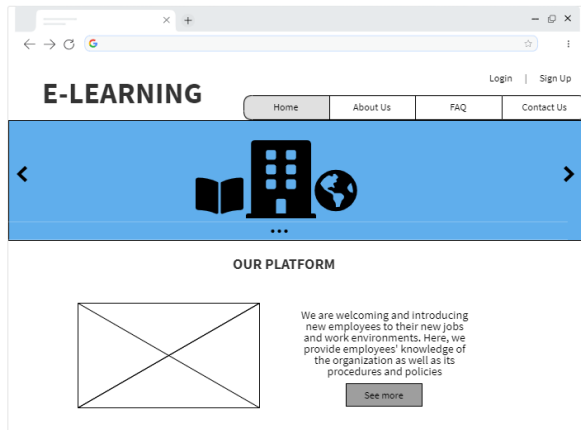 Login | Sign Up
E-LEARNING
Home About Us FAQ Contact Us
OUR PLATFORM
We are welcoming and introducing
new employees to their new jobs
and work environments. Here, we
provide employees' knowledge of
the organization as well as its
procedures and policies
See more